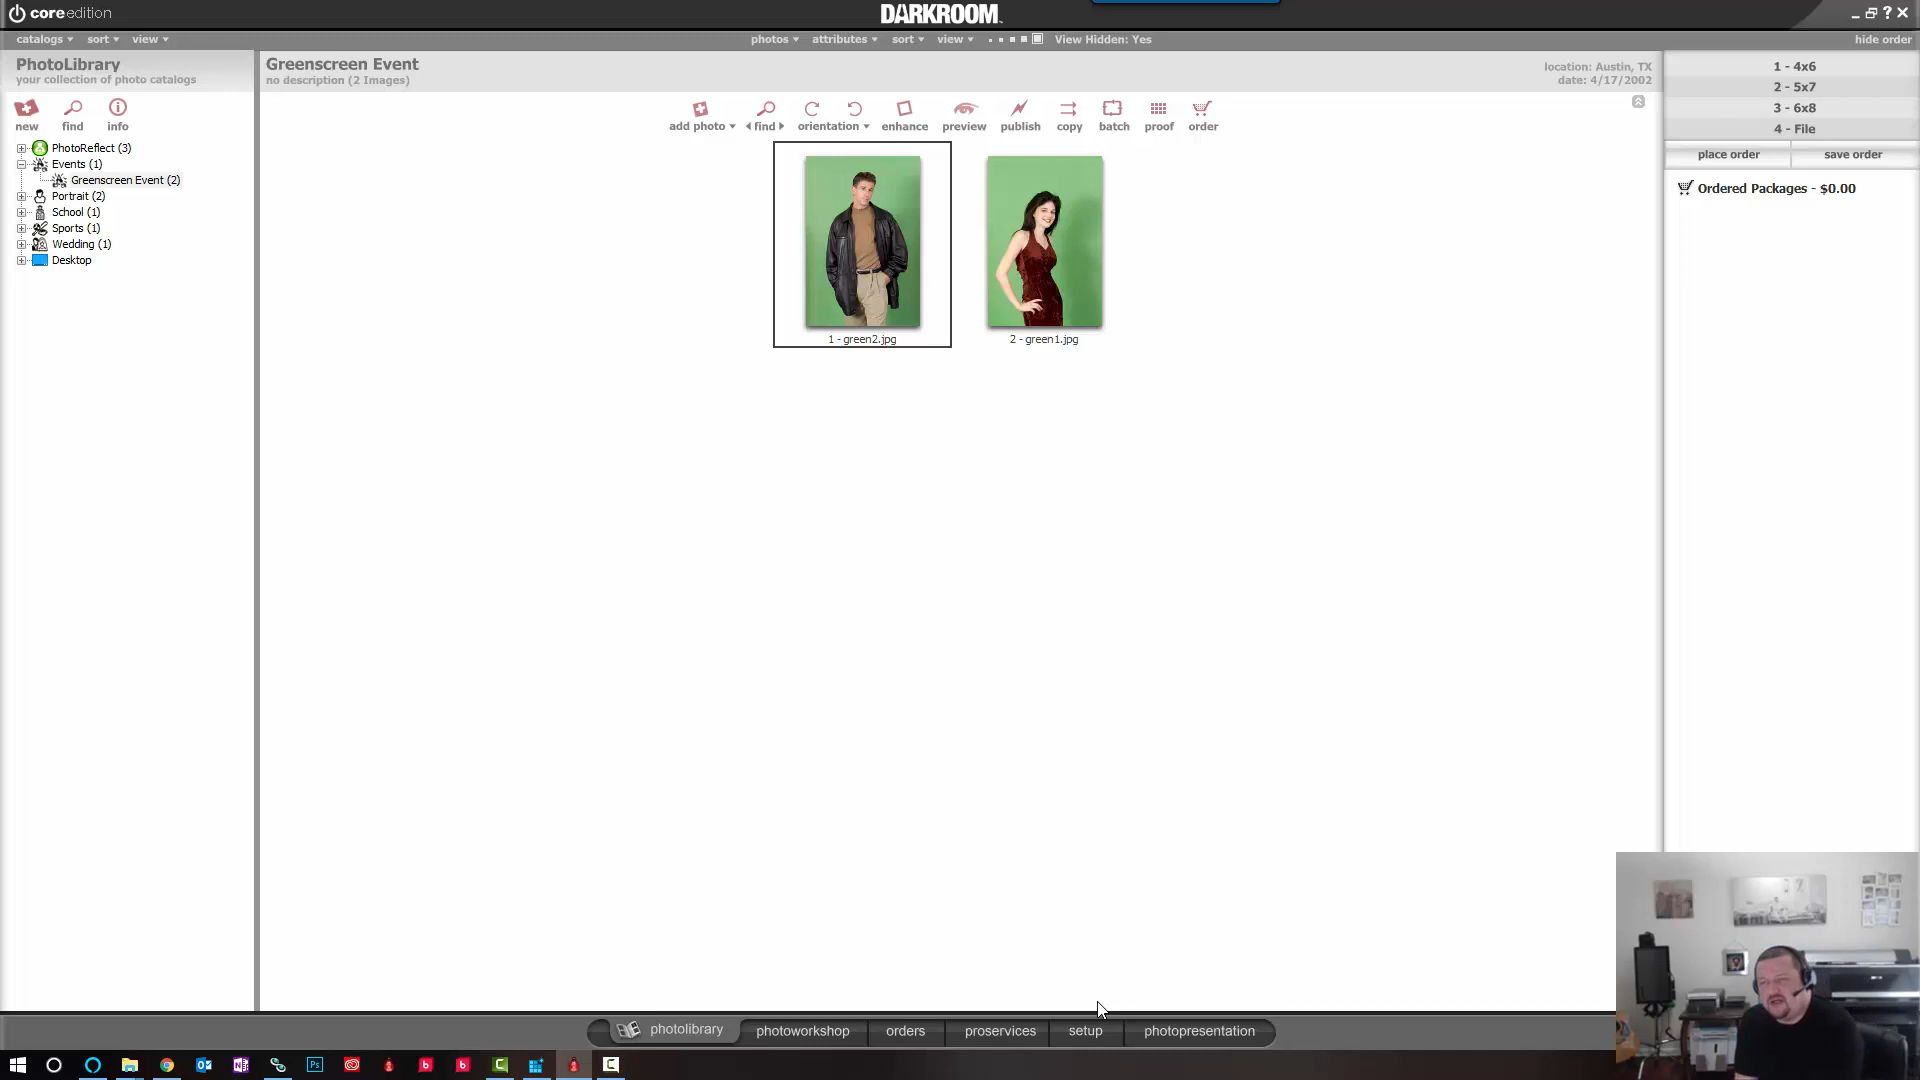 coreedition
DARKROOM
catalogs sort view
photos attributes sort view View Hidden: Yes
hide order
PhotoLibrary
your collection of photo catalogs
new find info
PhotoReflect (3)
Events (1)
Greenscreen Event (2)
Portrait (2)
School (1)
Sports (1)
Wedding (1)
Desktop
Greenscreen Event
no description (2 Images)
location: Austin, TX
date: 4/17/2002
add photo find orientation enhance preview publish copy batch proof order
1 - green2.jpg
2 - green1.jpg
1 - 4x6
2 - 5x7
3 - 6x8
4 - File
place order save order
Ordered Packages - $0.00
photolibrary photoworkshop orders proservices setup photopresentation
Ps